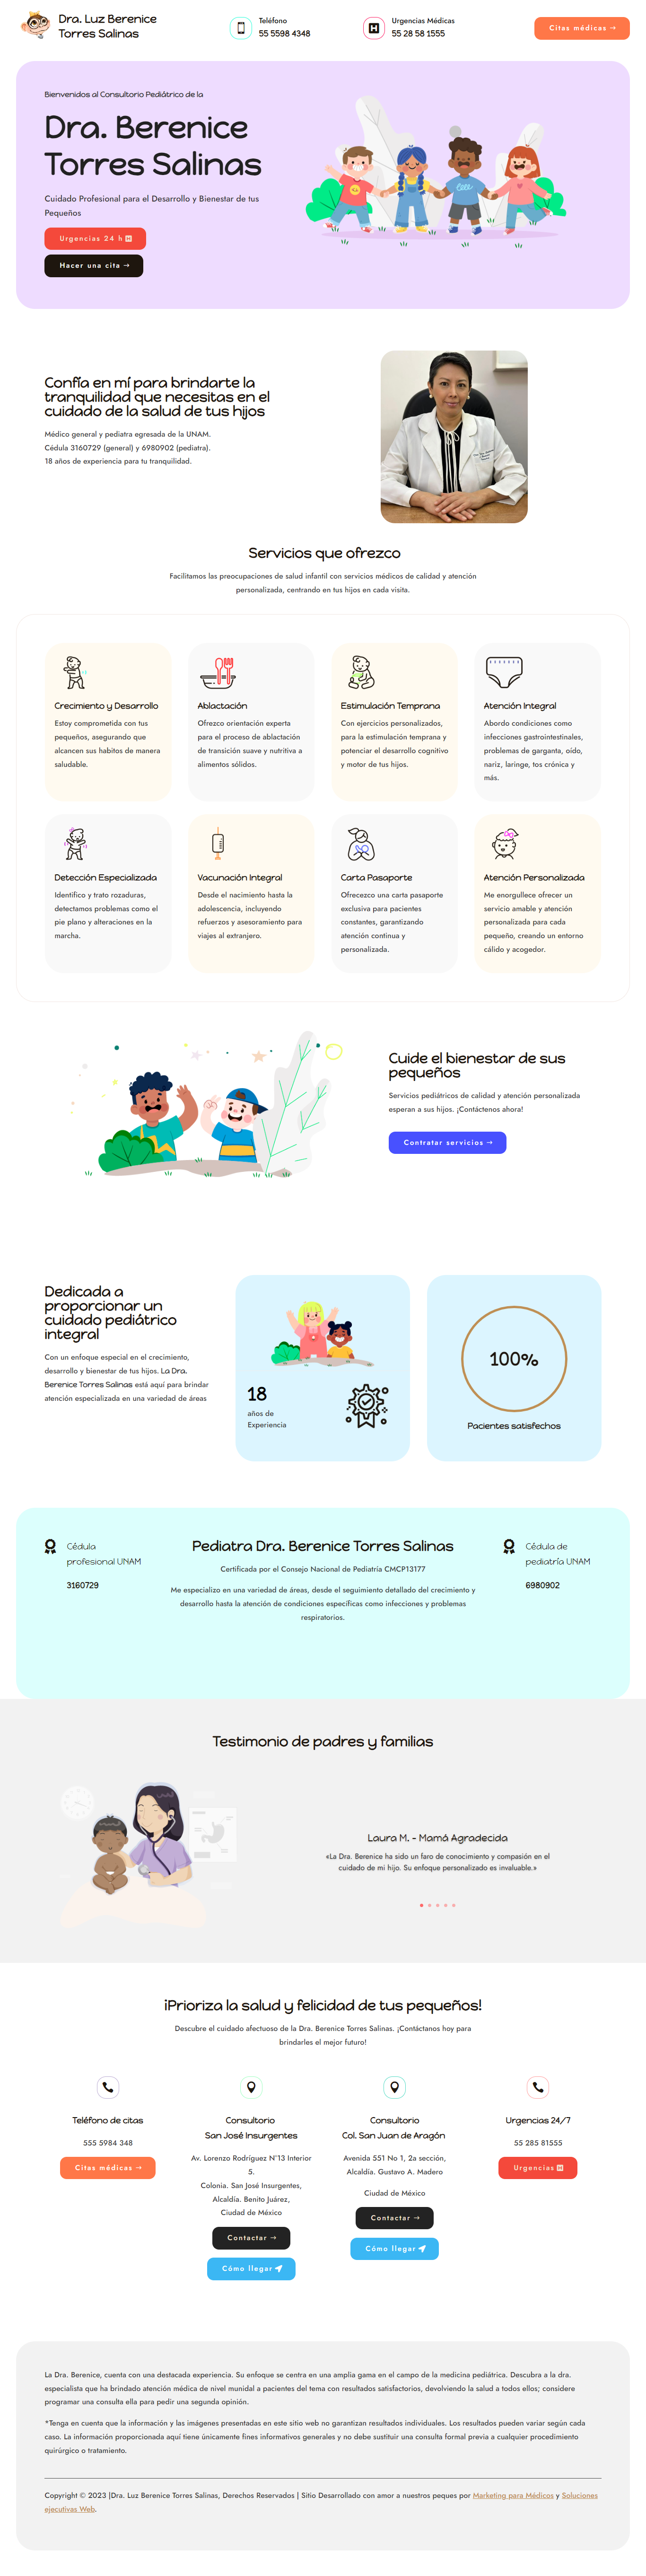 Dra. Luz Berenice
Torres Salinas
Teléfono
55 5598 4348
Urgencias Médicas
55 28 58 1555
Citas médicas
Bienvenidos al Consultorio Pediátrico de la
Dra. Berenice
Torres Salinas
Cuidado Profesional para el Desarrollo y Bienestar de tus
Pequeños
Urgencias 24 h
Hacer una cita
Confía en mí para brindarte la
tranquilidad que necesitas en el
cuidado de la salud de tus hijos
Médico general y pediatra egresada de la UNAM.
Cédula 3160729 (general) y 6980902 (pediatra).
18 años de experiencia para tu tranquilidad.
Servicios que ofrezco
Facilitamos las preocupaciones de salud infantil con servicios médicos de calidad y atención
personalizada, centrando en tus hijos en cada visita.
Crecimiento y Desarrollo
Estoy comprometida con tus
pequeños, asegurando que
alcancen sus habitos de manera
saludable.
Ablactación
Ofrezco orientación experta
para el proceso de ablactación
de transición suave y nutritiva a
alimentos sólidos.
Estimulación Temprana
Con ejercicios personalizados,
para la estimulación temprana y
potenciar el desarrollo cognitivo
y motor de tus hijos.
Atención Integral
Abordo condiciones como
infecciones gastrointestinales,
problemas de garganta, oído,
nariz, laringe, tos crónica y
más.
Detección Especializada
Identifico y trato rozaduras,
detectamos problemas como el
pie plano y alteraciones en la
marcha.
Vacunación Integral
Desde el nacimiento hasta la
adolescencia, incluyendo
refuerzos y asesoramiento para
viajes al extranjero.
Carta Pasaporte
Ofrecezco una carta pasaporte
exclusiva para pacientes
constantes, garantizando
atención continua y
personalizada.
Atención Personalizada
Me enorgullece ofrecer un
servicio amable y atención
personalizada para cada
pequeño, creando un entorno
cálido y acogedor.
Cuide el bienestar de sus
pequeños
Servicios pediátricos de calidad y atención personalizada
esperan a sus hijos. ¡Contáctenos ahora!
Contratar servicios
Dedicada a
proporcionar un
cuidado pediátrico
integral
Con un enfoque especial en el crecimiento,
desarrollo y bienestar de tus hijos. La Dra.
Berenice Torres Salinas está aquí para brindar
atención especializada en una variedad de áreas
18
años de
Experiencia
100%
Pacientes satisfechos
Cédula
profesional UNAM
3160729
Pediatra Dra. Berenice Torres Salinas
Certificada por el Consejo Nacional de Pediatría CMCP13177
Me especializo en una variedad de áreas, desde el seguimiento detallado del crecimiento y
desarrollo hasta la atención de condiciones específicas como infecciones y problemas
respiratorios.
Cédula de
pediatría UNAM
6980902
Testimonio de padres y familias
Laura M. - Mamá Agradecida
«La Dra. Berenice ha sido un faro de conocimiento y compasión en el
cuidado de mi hijo. Su enfoque personalizado es invaluable.»
¡Prioriza la salud y felicidad de tus pequeños!
Descubre el cuidado afectuoso de la Dra. Berenice Torres Salinas. ¡Contáctanos hoy para
brindarles el mejor futuro!
Teléfono de citas
555 5984 348
Citas médicas
Consultorio
San José Insurgentes
Av. Lorenzo Rodríguez N°13 Interior
5.
Colonia. San José Insurgentes,
Alcaldía. Benito Juárez,
Ciudad de México
Contactar
Cómo llegar
Consultorio
Col. San Juan de Aragón
Avenida 551 No 1, 2a sección,
Alcaldía. Gustavo A. Madero
Ciudad de México
Contactar
Cómo llegar
Urgencias 24/7
55 285 81555
Urgencias
La Dra. Berenice, cuenta con una destacada experiencia. Su enfoque se centra en una amplia gama en el campo de la medicina pediátrica. Descubra a la dra.
especialista que ha brindado atención médica de nivel munidal a pacientes del tema con resultados satisfactorios, devolviendo la salud a todos ellos; considere
programar una consulta ella para pedir una segunda opinión.
*Tenga en cuenta que la información y las imágenes presentadas en este sitio web no garantizan resultados individuales. Los resultados pueden variar según cada
caso. La información proporcionada aquí tiene únicamente fines informativos generales y no debe sustituir una consulta formal previa a cualquier procedimiento
quirúrgico o tratamiento.
Copyright © 2023 |Dra. Luz Berenice Torres Salinas, Derechos Reservados | Sitio Desarrollado con amor a nuestros peques por Marketing para Médicos y Soluciones
ejecutivas Web.